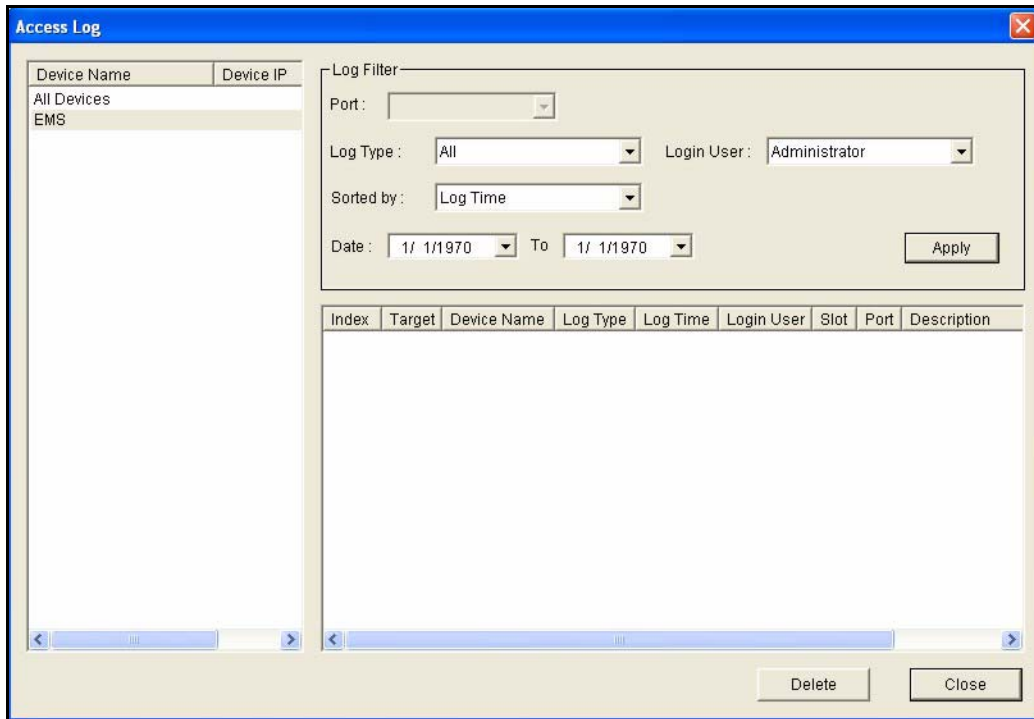 Access Log
Device Name Device IP
All Devices
EMS
Log Filter
Port :
Log Type : All Login User : Administrator
Sorted by : Log Time
Date : 1/ 1/1970 To 1/ 1/1970 Apply
Index Target Device Name Log Type Log Time Login User Slot Port Description
Delete Close